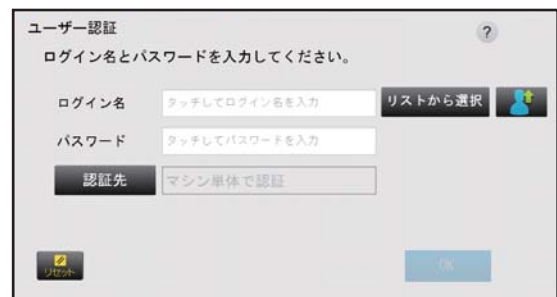 ユーザー認証
?
ログイン名とパスワードを入力してください。
ログイン名
タッチしてログイン名を入力
リストから選択
パスワード
タッチしてパスワードを入力
認証先
マシン単体で認証
リセット
OK